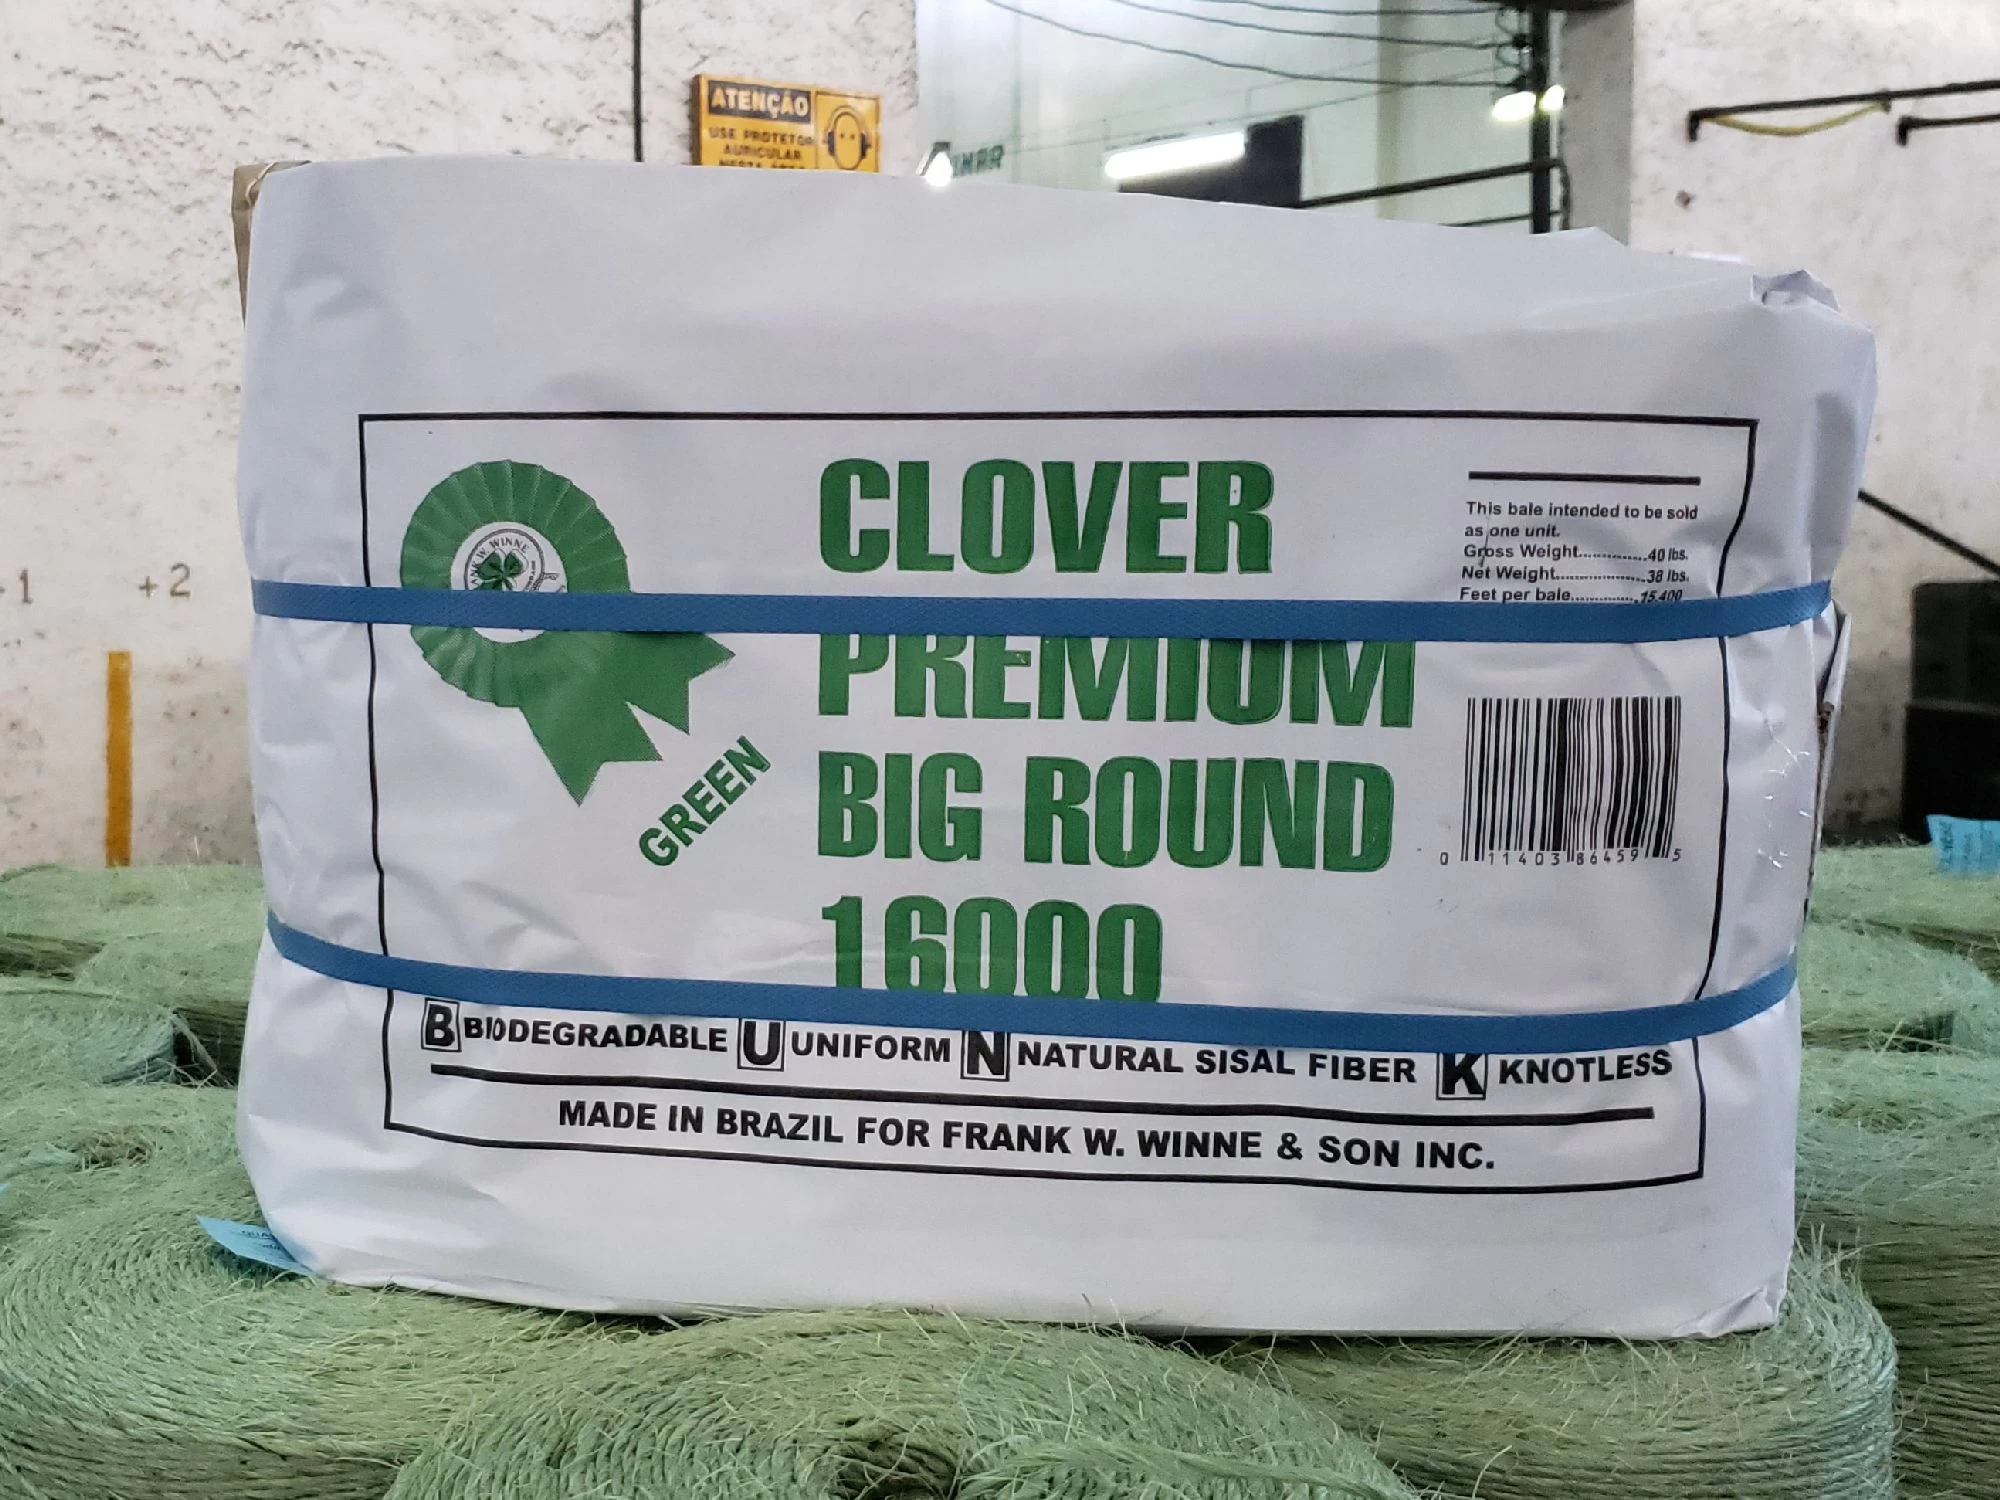 ATENÇÃO
USE PROTETOR
AURICULAR
+2
W. WINNE
CLOVER
PREMIUM
BIG ROUND
16000
GREEN
This bale intended to be sold
as one unit.
Gross Weight..............40 lbs.
Net Weight..................38 lbs.
Feet per bale.............15,400
0 11403 86459 5
B BIODEGRADABLE U UNIFORM N NATURAL SISAL FIBER K KNOTLESS
MADE IN BRAZIL FOR FRANK W. WINNE & SON INC.